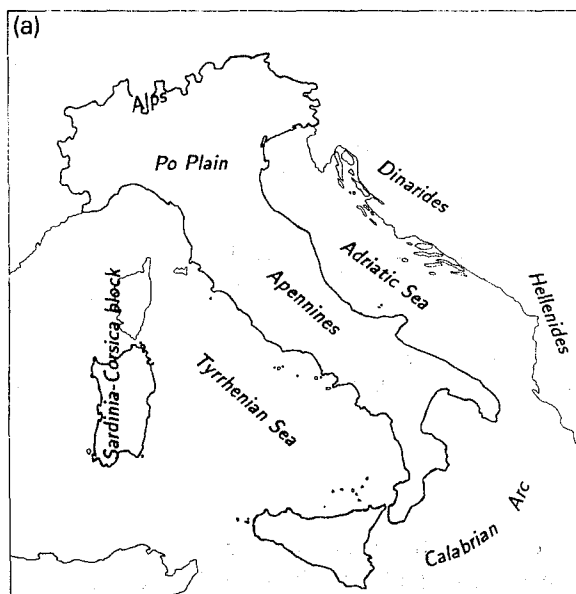 (a)
Alps
Po Plain
Dinarides
Adriatic Sea
Hellenides
Apennines
Sardinia-Corsica block
Tyrrhenian Sea
Calabrian Arc